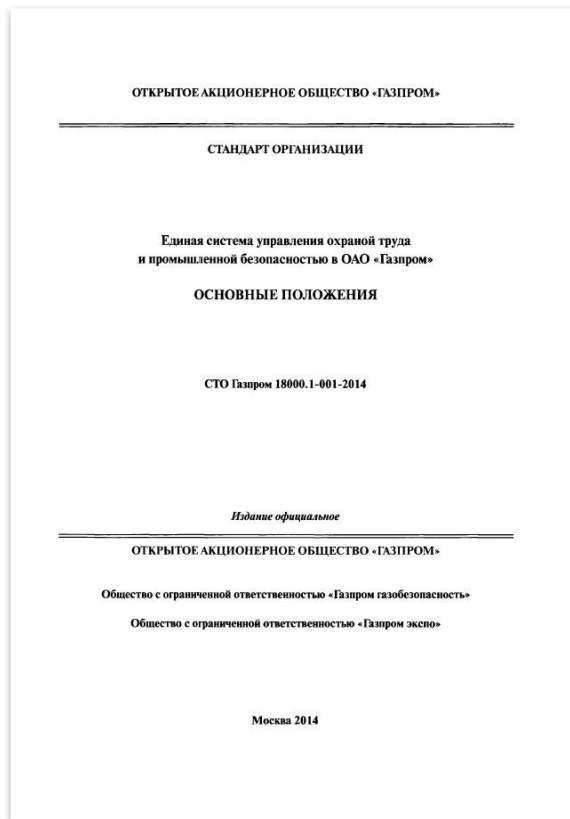 ОТКРЫТОЕ АКЦИОНЕРНОЕ ОБЩЕСТВО «ГАЗПРОМ»
СТАНДАРТ ОРГАНИЗАЦИИ
Единая система управления охраной труда
и промышленной безопасностью в ОАО «Газпром»
ОСНОВНЫЕ ПОЛОЖЕНИЯ
СТО Газпром 18000.1-001-2014
Издание официальное
ОТКРЫТОЕ АКЦИОНЕРНОЕ ОБЩЕСТВО «ГАЗПРОМ»
Общество с ограниченной ответственностью «Газпром газобезопасность»
Общество с ограниченной ответственностью «Газпром экспо»
Москва 2014